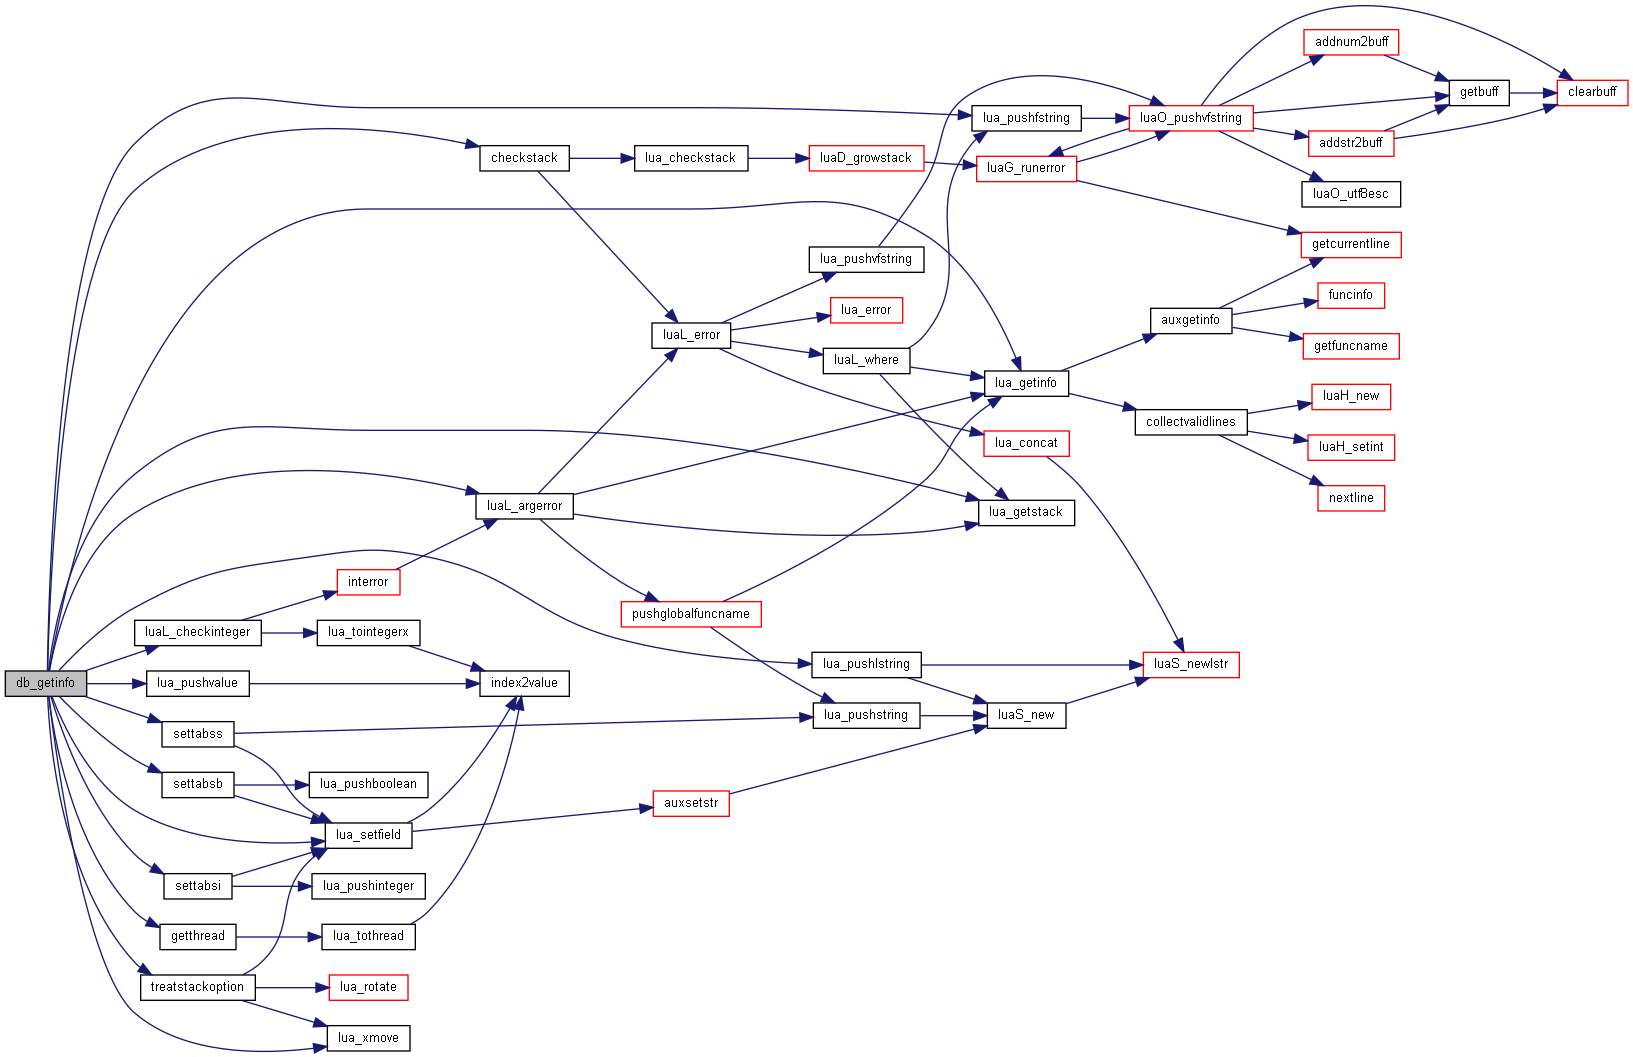 db_getinfo
luaL_checkinteger
lua_pushvalue
settabss
settabsb
settabsi
getthread
treatstackoption
interror
lua_tointegerx
lua_pushboolean
lua_setfield
lua_pushinteger
lua_tothread
lua_rotate
lua_xmove
checkstack
luaL_argerror
index2value
lua_checkstack
luaL_error
pushglobalfuncname
auxsetstr
luaD_growstack
lua_pushvfstring
lua_error
luaL_where
lua_pushlstring
lua_pushstring
lua_pushfstring
luaG_runerror
lua_getinfo
lua_concat
lua_getstack
luaS_new
luaO_pushvfstring
auxgetinfo
collectvalidlines
luaS_newlstr
addnum2buff
addstr2buff
luaO_utf8esc
getcurrentline
funcinfo
getfuncname
luaH_new
luaH_setint
nextline
getbuff
clearbuff